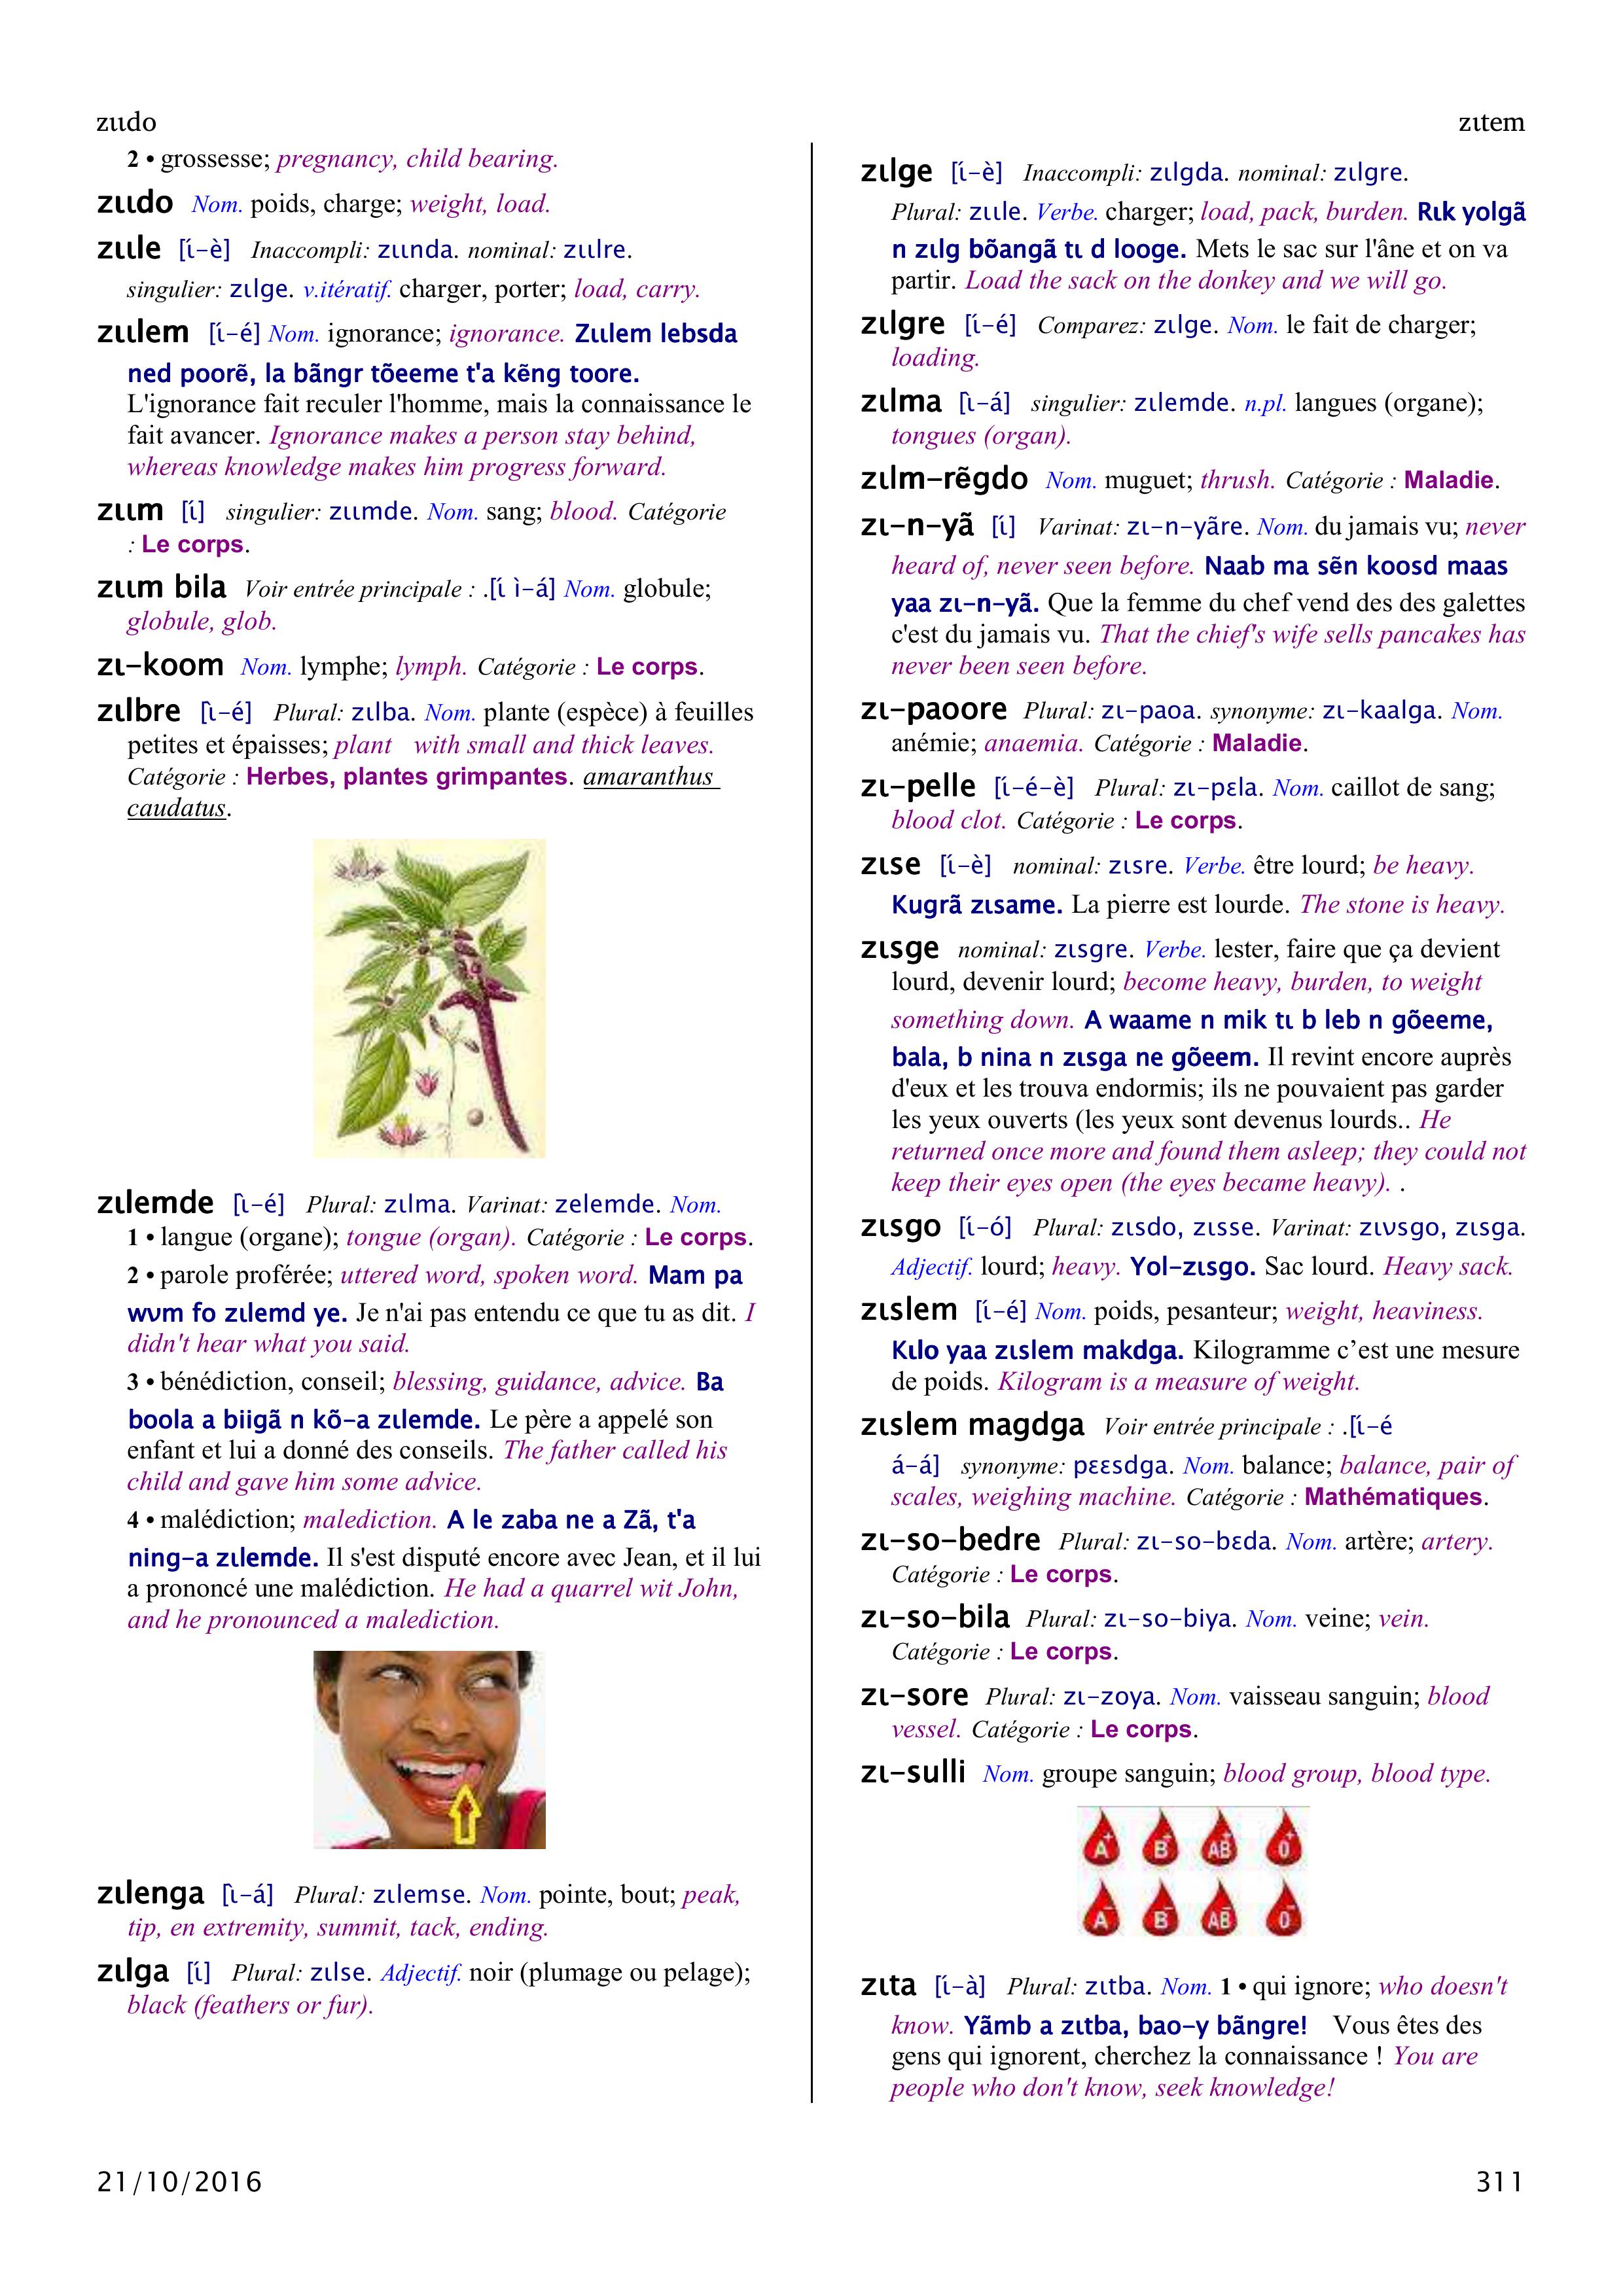 zɩɩdo
zɩtem
2 • grossesse; pregnancy, child bearing.
zɩɩdo Nom. poids, charge; weight, load.
zɩɩle [ɩ́-è] Inaccompli: zɩɩnda. nominal: zɩɩlre.
singulier: zɩlge. v.itératif. charger, porter; load, carry.
zɩɩlem [ɩ́-é] Nom. ignorance; ignorance. Zɩɩlem lebsda
ned poorẽ, la bãngr tõeeme t'a kẽng toore.
L'ignorance fait reculer l'homme, mais la connaissance le
fait avancer. Ignorance makes a person stay behind,
whereas knowledge makes him progress forward.
zɩɩm [ɩ́] singulier: zɩɩmde. Nom. sang; blood. Catégorie
: Le corps.
zɩɩm bila Voir entrée principale : .[ɩ́ ì-á] Nom. globule;
globule, glob.
zɩ-koom Nom. lymphe; lymph. Catégorie : Le corps.
zɩlbre [ɩ̀-é] Plural: zɩlba. Nom. plante (espèce) à feuilles
petites et épaisses; plant with small and thick leaves.
Catégorie : Herbes, plantes grimpantes. amaranthus
caudatus.
zɩlemde [ɩ̀-é] Plural: zɩlma. Varinat: zelemde. Nom.
1 • langue (organe); tongue (organ). Catégorie : Le corps.
2 • parole proférée; uttered word, spoken word. Mam pa
wʋm fo zɩlemd ye. Je n'ai pas entendu ce que tu as dit. I
didn't hear what you said.
3 • bénédiction, conseil; blessing, guidance, advice. Ba
boola a biigã n kõ-a zɩlemde. Le père a appelé son
enfant et lui a donné des conseils. The father called his
child and gave him some advice.
4 • malédiction; malediction. A le zaba ne a Zã, t'a
ning-a zɩlemde. Il s'est disputé encore avec Jean, et il lui
a prononcé une malédiction. He had a quarrel wit John,
and he pronounced a malediction.
zɩlenga [ɩ̀-á] Plural: zɩlemse. Nom. pointe, bout; peak,
tip, en extremity, summit, tack, ending.
zɩlga [ɩ́] Plural: zɩlse. Adjectif. noir (plumage ou pelage);
black (feathers or fur).
zɩlge [ɩ́-è] Inaccompli: zɩlgda. nominal: zɩlgre.
Plural: zɩɩle. Verbe. charger; load, pack, burden. Rɩk yolgã
n zɩlg bõangã tɩ d looge. Mets le sac sur l'âne et on va
partir. Load the sack on the donkey and we will go.
zɩlgre [ɩ́-é] Comparez: zɩlge. Nom. le fait de charger;
loading.
zɩlma [ɩ̀-á] singulier: zɩlemde. n.pl. langues (organe);
tongues (organ).
zɩlm-rẽgdo Nom. muguet; thrush. Catégorie : Maladie.
zɩ-n-yã [ɩ́] Varinat: zɩ-n-yãre. Nom. du jamais vu; never
heard of, never seen before. Naab ma sẽn koosd maas
yaa zɩ-n-yã. Que la femme du chef vend des des galettes
c'est du jamais vu. That the chief's wife sells pancakes has
never been seen before.
zɩ-paoore Plural: zɩ-paoa. synonyme: zɩ-kaalga. Nom.
anémie; anaemia. Catégorie : Maladie.
zɩ-pelle [ɩ́-é-è] Plural: zɩ-pɛla. Nom. caillot de sang;
blood clot. Catégorie : Le corps.
zɩse [ɩ́-è] nominal: zɩsre. Verbe. être lourd; be heavy.
Kugrã zɩsame. La pierre est lourde. The stone is heavy.
zɩsge nominal: zɩsgre. Verbe. lester, faire que ça devient
lourd, devenir lourd; become heavy, burden, to weight
something down. A waame n mik tɩ b leb n gõeeme,
bala, b nina n zɩsga ne gõeem. Il revint encore auprès
d'eux et les trouva endormis; ils ne pouvaient pas garder
les yeux ouverts (les yeux sont devenus lourds.. He
returned once more and found them asleep; they could not
keep their eyes open (the eyes became heavy). .
zɩsgo [ɩ́-ó] Plural: zɩsdo, zɩsse. Varinat: zɩʋsgo, zɩsga.
Adjectif. lourd; heavy. Yol-zɩsgo. Sac lourd. Heavy sack.
zɩslem [ɩ́-é] Nom. poids, pesanteur; weight, heaviness.
Kɩlo yaa zɩslem makdga. Kilogramme c’est une mesure
de poids. Kilogram is a measure of weight.
zɩslem magdga Voir entrée principale : .[ɩ́-é
á-á] synonyme: pɛɛsdga. Nom. balance; balance, pair of
scales, weighing machine. Catégorie : Mathématiques.
zɩ-so-bedre Plural: zɩ-so-bɛda. Nom. artère; artery.
Catégorie : Le corps.
zɩ-so-bila Plural: zɩ-so-biya. Nom. veine; vein.
Catégorie : Le corps.
zɩ-sore Plural: zɩ-zoya. Nom. vaisseau sanguin; blood
vessel. Catégorie : Le corps.
zɩ-sulli Nom. groupe sanguin; blood group, blood type.
A+ B+ AB+ 0+
A- B- AB- 0-
zɩta [ɩ́-à] Plural: zɩtba. Nom. 1 • qui ignore; who doesn't
know. Yãmb a zɩtba, bao-y bãngre! Vous êtes des
gens qui ignorent, cherchez la connaissance ! You are
people who don't know, seek knowledge!
21/10/2016
311